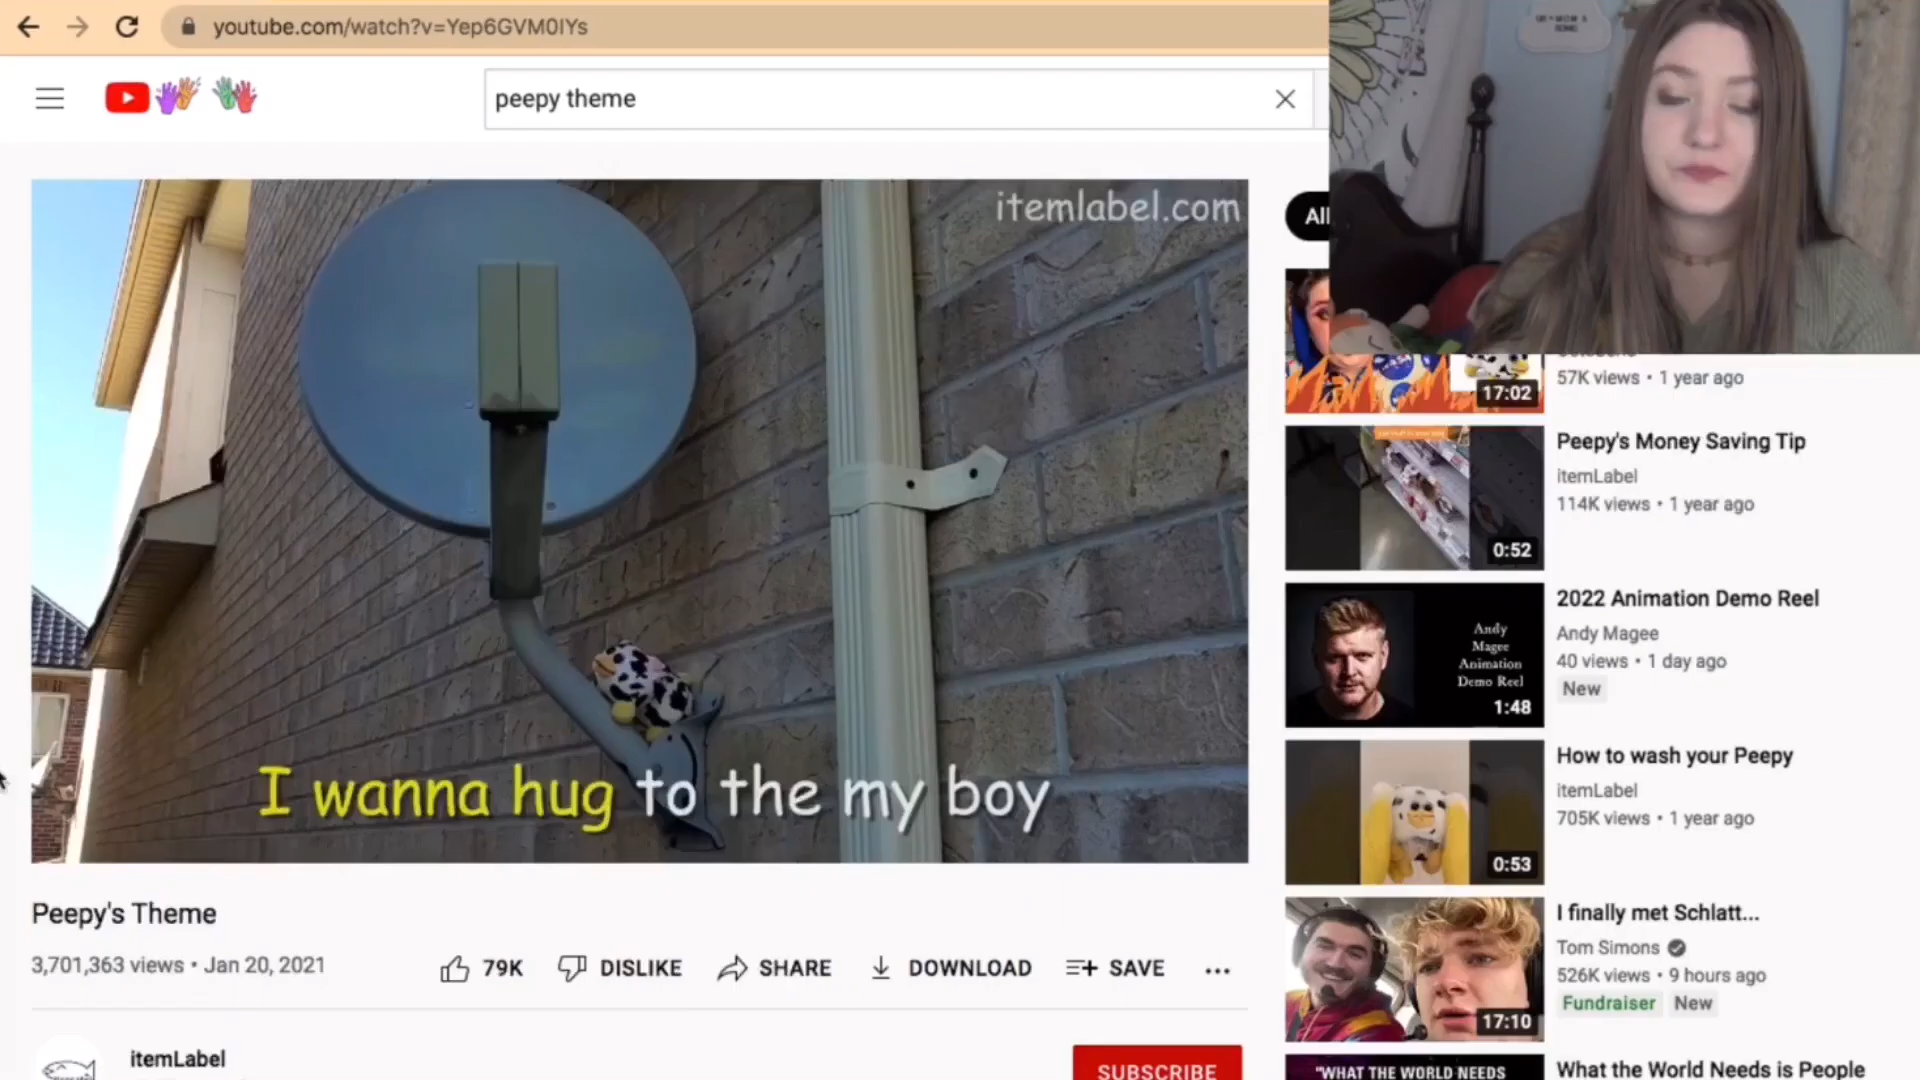 youtube.com/watch?v=Yep6GVM0IYs
peepy theme
itemlabel.com
I wanna hug to the my boy
Peepy's Theme
3,701,363 views • Jan 20, 2021
79K
DISLIKE
SHARE
DOWNLOAD
SAVE
itemLabel
SUBSCRIBE
All
17:02
57K views • 1 year ago
0:52
Peepy's Money Saving Tip
itemLabel
114K views • 1 year ago
Andy
Magee
Animation
Demo Reel
1:48
2022 Animation Demo Reel
Andy Magee
40 views • 1 day ago
New
0:53
How to wash your Peepy
itemLabel
705K views • 1 year ago
17:10
I finally met Schlatt...
Tom Simons
526K views • 9 hours ago
Fundraiser New
"WHAT THE WORLD NEEDS
What the World Needs is People